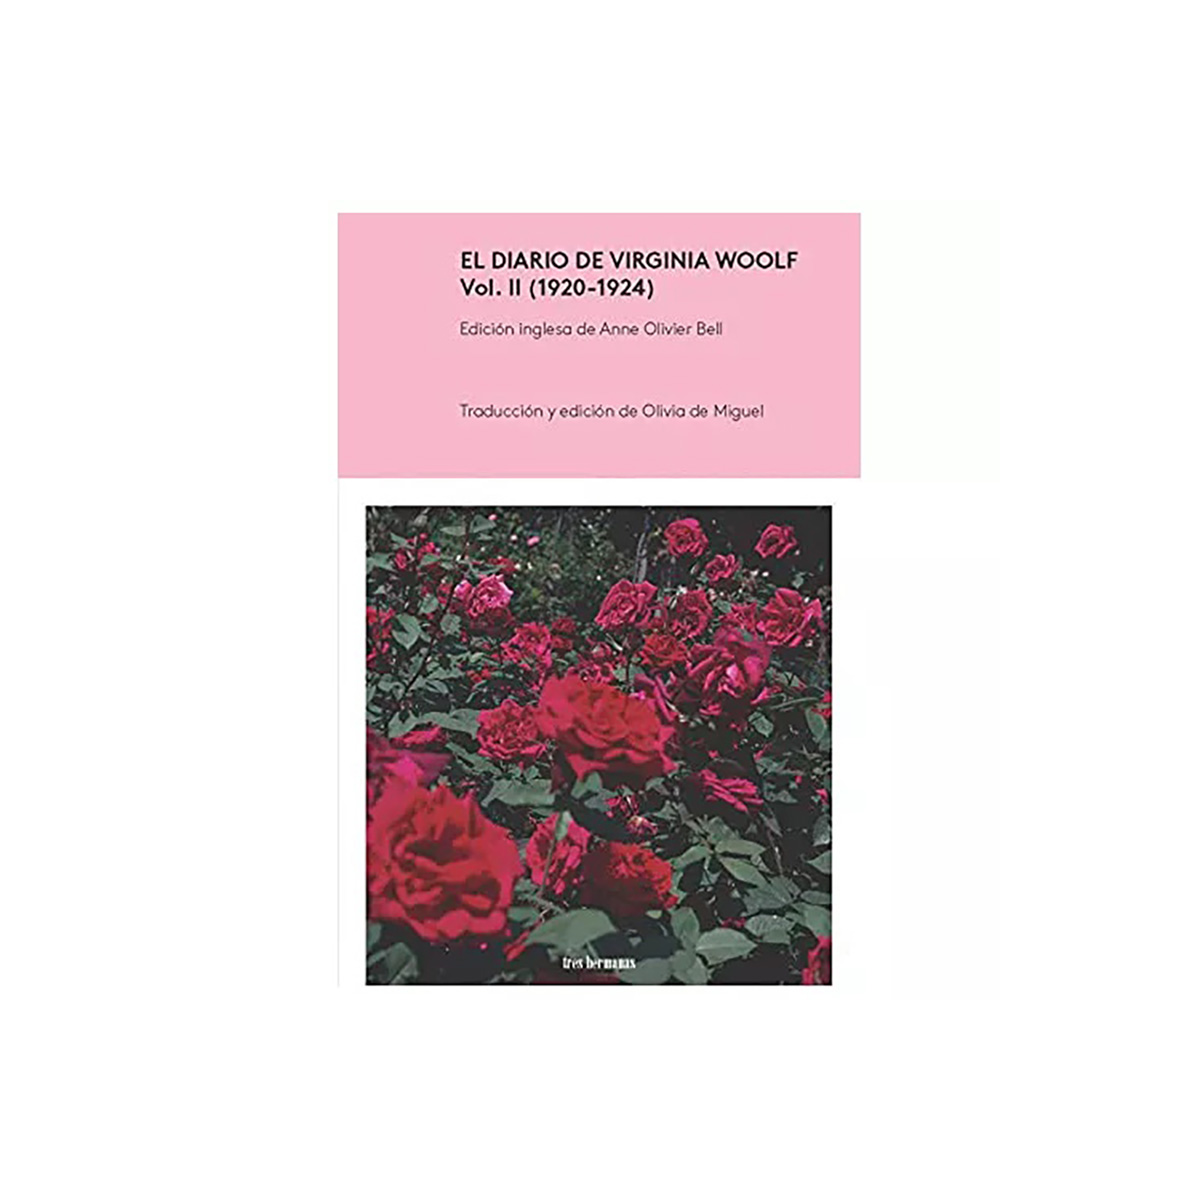 EL DIARIO DE VIRGINIA WOOLF
Vol. II (1920-1924)
Edición inglesa de Anne Olivier Bell
Traducción y edición de Olivia de Miguel
tres hermanas